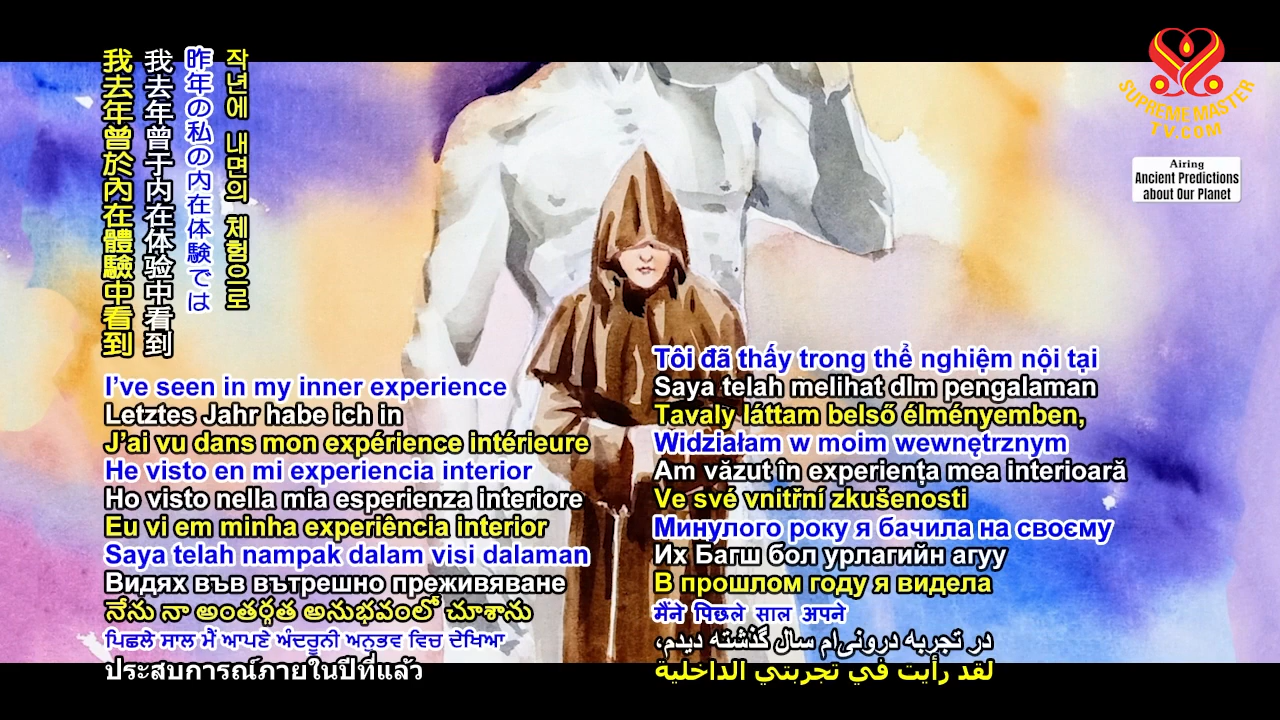 我去年曾於內在體驗中看到
我去年曾于内在体验中看到
昨年の私の内在体験では
작년에 내면의 체험으로
I've seen in my inner experience
Letztes Jahr habe ich in
J'ai vu dans mon expérience intérieure
He visto en mi experiencia interior
Ho visto nella mia esperienza interiore
Eu vi em minha experiência interior
Saya telah nampak dalam visi dalaman
Видях във вътрешно преживяване
నేను నా అంతర్గత అనుభవంలో చూశాను
ਪਿਛਲੇ ਸਾਲ ਮੈਂ ਆਪਣੇ ਅੰਦਰੂਨੀ ਅਨੁਭਵ ਵਿਚ ਦੇਖਿਆ
ประสบการณ์ภายในปีที่แล้ว
Tôi đã thấy trong thể nghiệm nội tại
Saya telah melihat dlm pengalaman
Tavaly láttam belső élményemben,
Widziałam w moim wewnętrznym
Am văzut în experiența mea interioară
Ve své vnitřní zkušenosti
Минулого року я бачила на своєму
Их Багш бол урлагийн агуу
В прошлом году я видела
मैंने पिछले साल अपने
در تجربه درونی‌ام سال گذشته دیدم،
لقد رأيت في تجربتي الداخلية
SUPREME MASTER
TV.COM
Airing
Ancient Predictions
about Our Planet